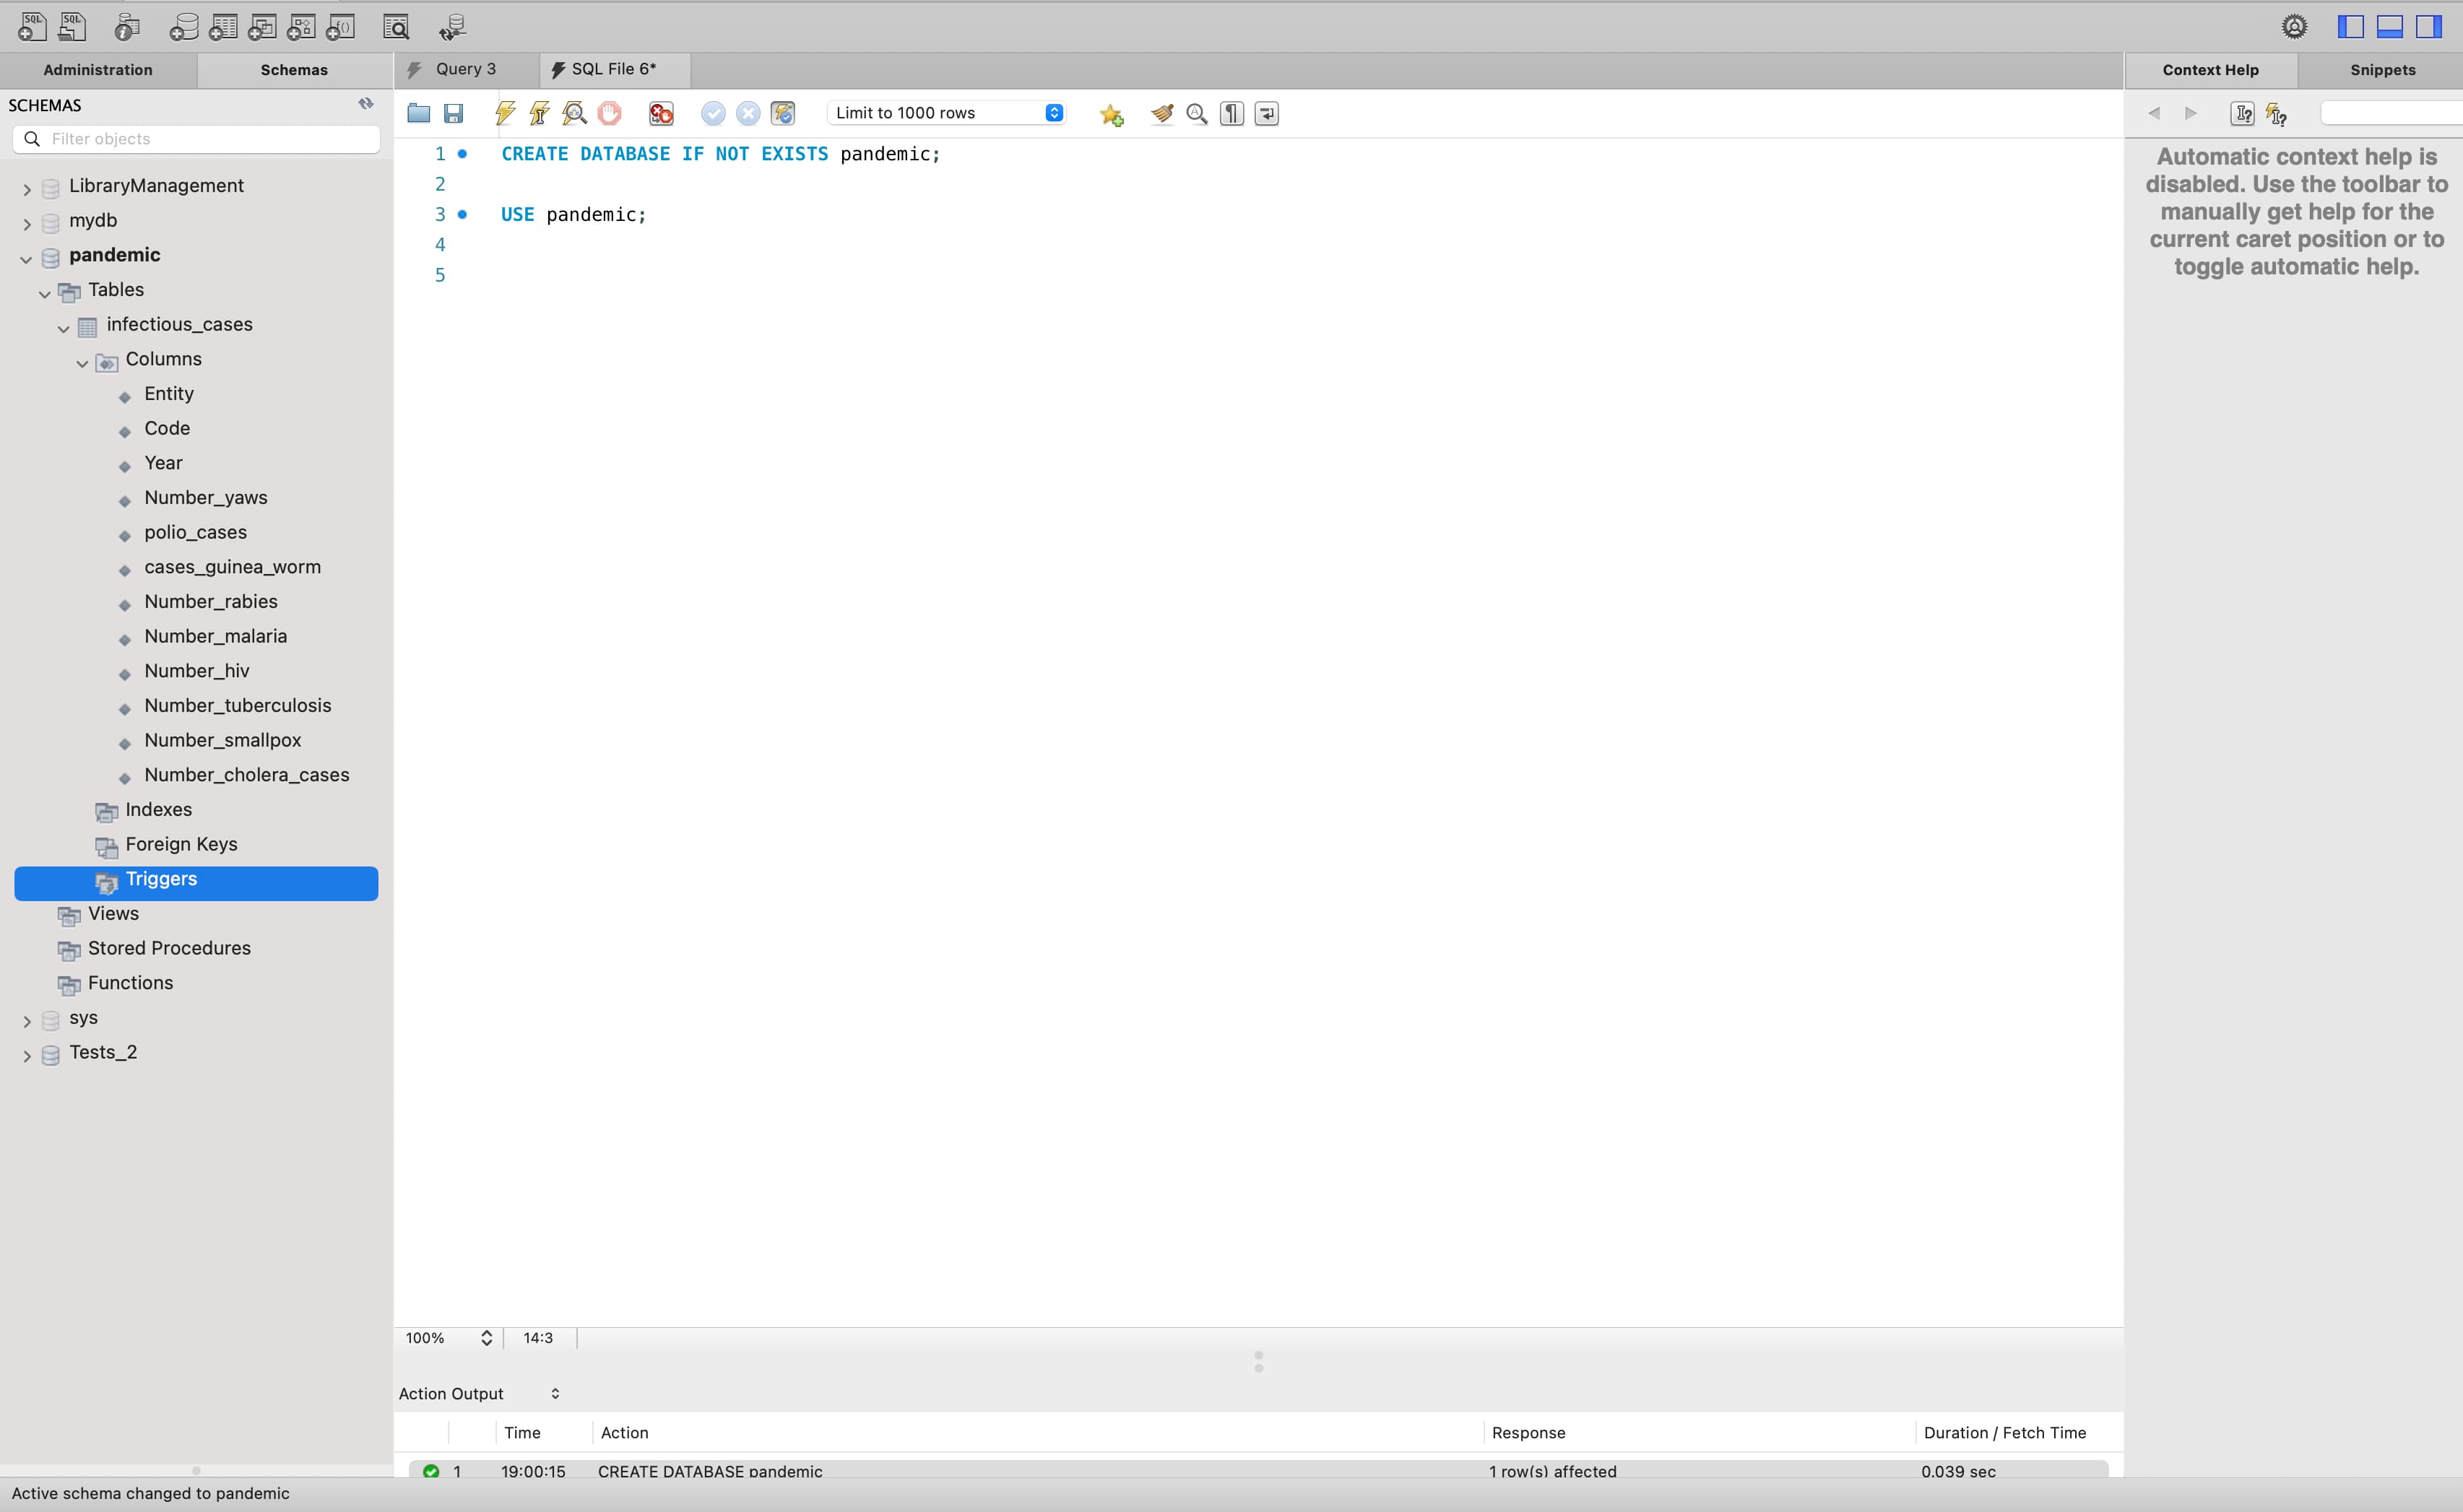 Administration
Schemas
Query 3
SQL File 6*
Context Help
Snippets
SCHEMAS
Filter objects
LibraryManagement
mydb
pandemic
Tables
infectious_cases
Columns
Entity
Code
Year
Number_yaws
polio_cases
cases_guinea_worm
Number_rabies
Number_malaria
Number_hiv
Number_tuberculosis
Number_smallpox
Number_cholera_cases
Indexes
Foreign Keys
Triggers
Views
Stored Procedures
Functions
sys
Tests_2
Limit to 1000 rows
1 CREATE DATABASE IF NOT EXISTS pandemic;
2
3 USE pandemic;
4
5
Automatic context help is
disabled. Use the toolbar to
manually get help for the
current caret position or to
toggle automatic help.
100% 14:3
Action Output
Time Action Response Duration / Fetch Time
1 19:00:15 CREATE DATABASE pandemic 1 row(s) affected 0.039 sec
Active schema changed to pandemic